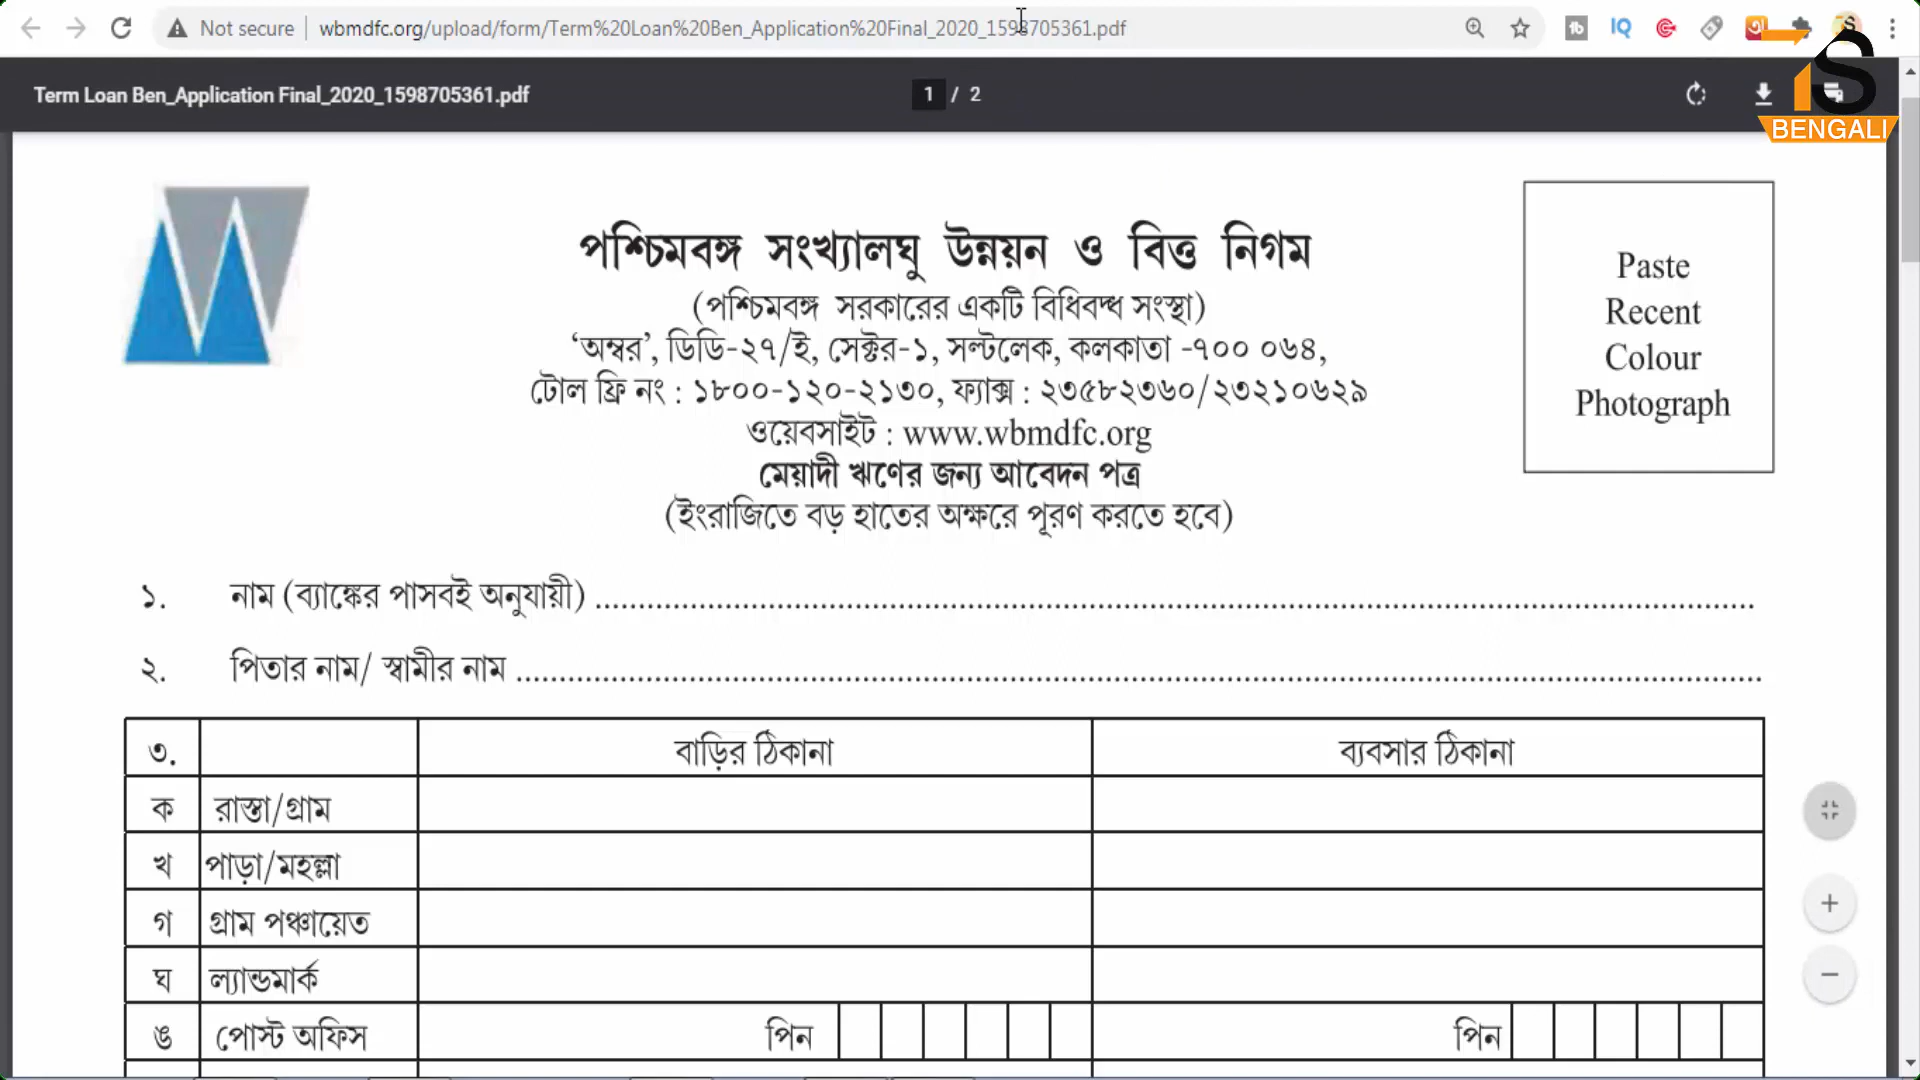 Not secure wbmdfc.org/upload/form/Term%20Loan%20Ben_Application%20Final_2020_1598705361.pdf
Term Loan Ben_Application Final_2020_1598705361.pdf 1 / 2
BENGALI
পশ্চিমবঙ্গ সংখ্যালঘু উন্নয়ন ও বিত্ত নিগম
(পশ্চিমবঙ্গ সরকারের একটি বিধিবদ্ধ সংস্থা)
‘অম্বর’, ডিডি-২৭/ই, সেক্টর-১, সল্টলেক, কলকাতা -৭০০ ০৬৪,
টোল ফ্রি নং : ১৮০০-১২০-২১৩০, ফ্যাক্স : ২৩৫৮২৩৬০/২৩২১০৬২৯
ওয়েবসাইট : www.wbmdfc.org
মেয়াদী ঋণের জন্য আবেদন পত্র
(ইংরাজিতে বড় হাতের অক্ষরে পূরণ করতে হবে)
Paste
Recent
Colour
Photograph
১. নাম (ব্যাঙ্কের পাসবই অনুযায়ী)
২. পিতার নাম/ স্বামীর নাম
৩. বাড়ির ঠিকানা ব্যবসার ঠিকানা
ক রাস্তা/গ্রাম
খ পাড়া/মহল্লা
গ গ্রাম পঞ্চায়েত
ঘ ল্যান্ডমার্ক
ঙ পোস্ট অফিস পিন পিন